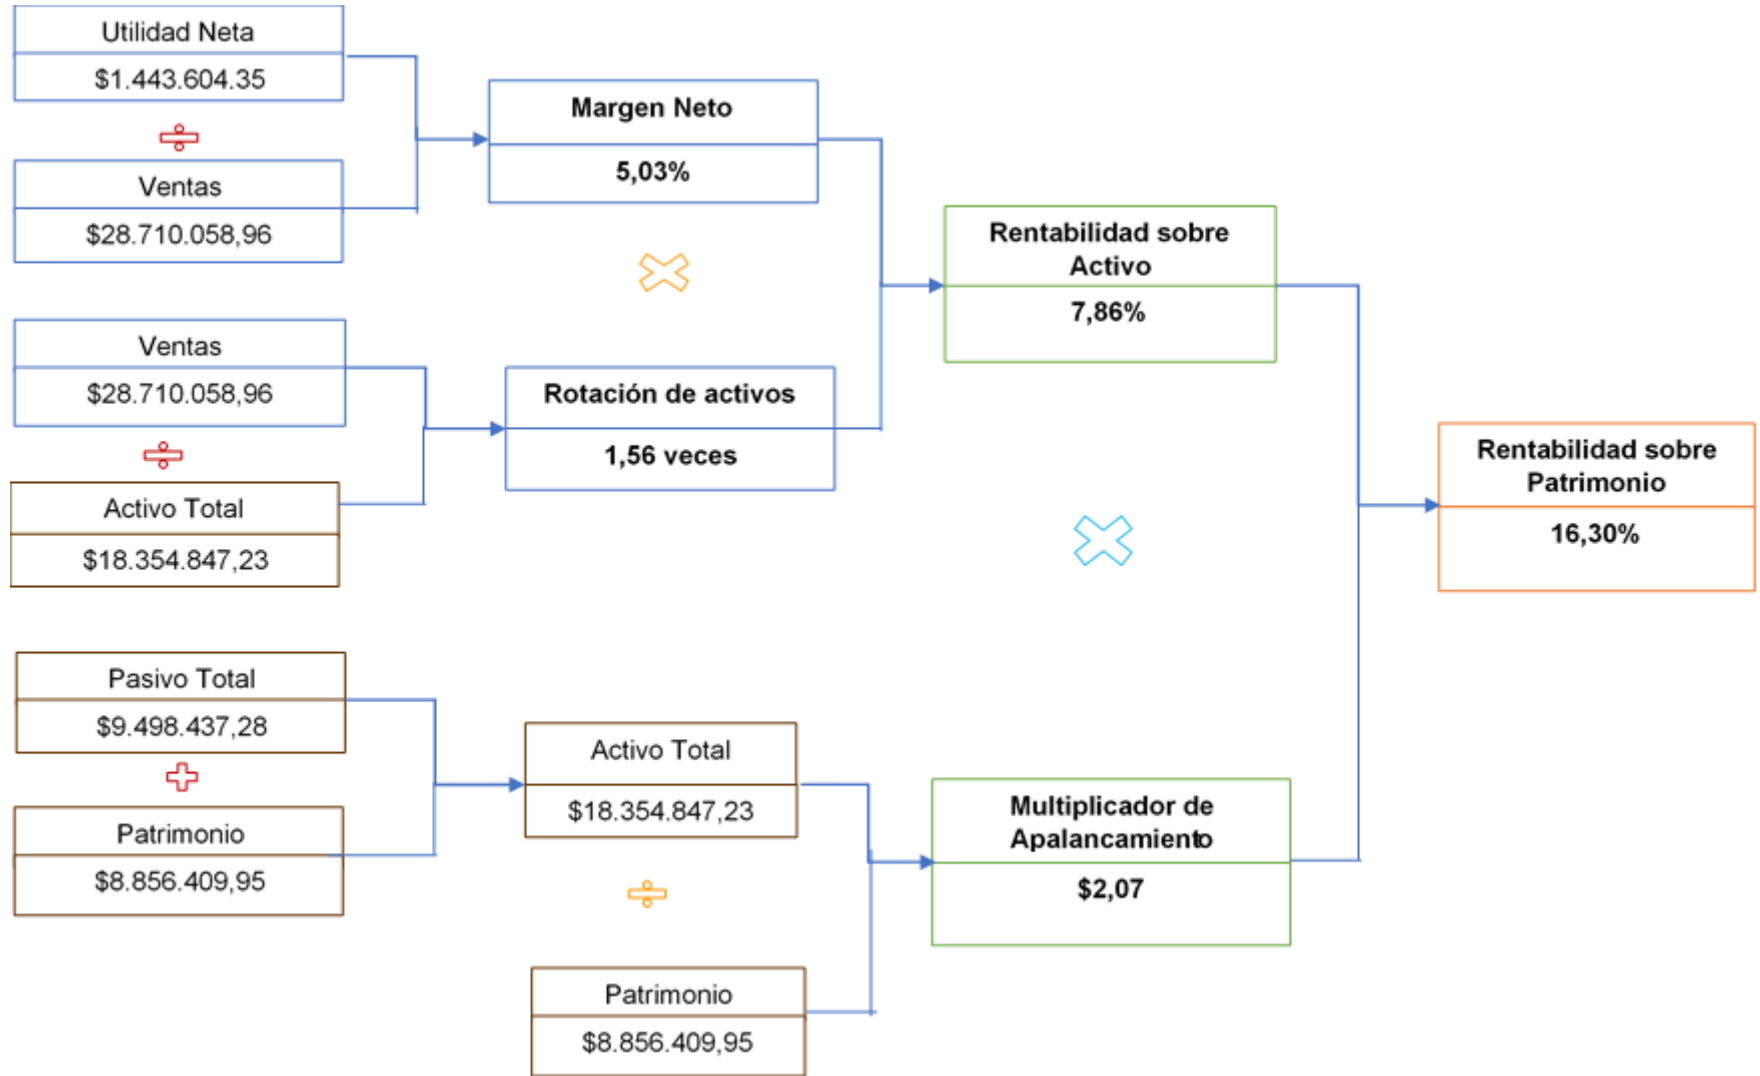 Utilidad Neta
$1.443.604.35
Ventas
$28.710.058,96
Margen Neto
5,03%
Ventas
$28.710.058,96
Activo Total
$18.354.847,23
Rotación de activos
1,56 veces
Rentabilidad sobre
Activo
7,86%
Pasivo Total
$9.498.437,28
Patrimonio
$8.856.409,95
Activo Total
$18.354.847,23
Patrimonio
$8.856.409,95
Multiplicador de
Apalancamiento
$2,07
Rentabilidad sobre
Patrimonio
16,30%